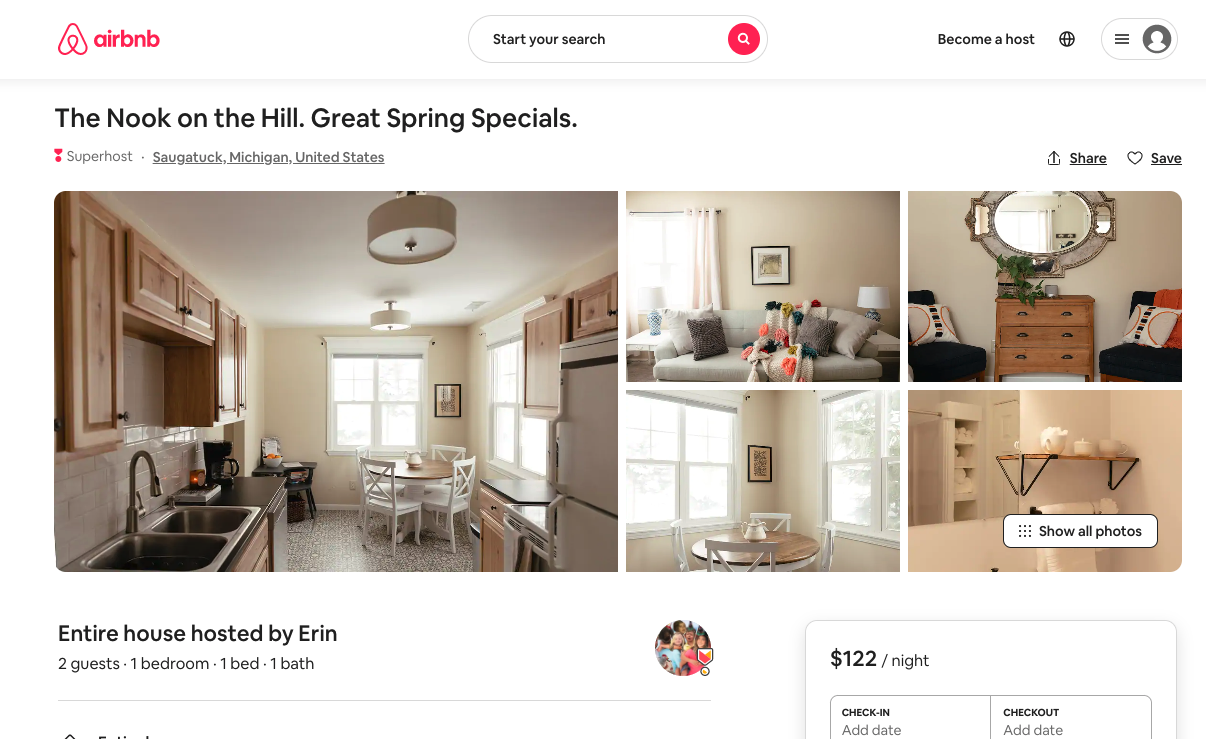 airbnb
Start your search
Become a host
The Nook on the Hill. Great Spring Specials.
Superhost · Saugatuck, Michigan, United States
Share
Save
Show all photos
Entire house hosted by Erin
2 guests · 1 bedroom · 1 bed · 1 bath
$122 / night
CHECK-IN
Add date
CHECKOUT
Add date